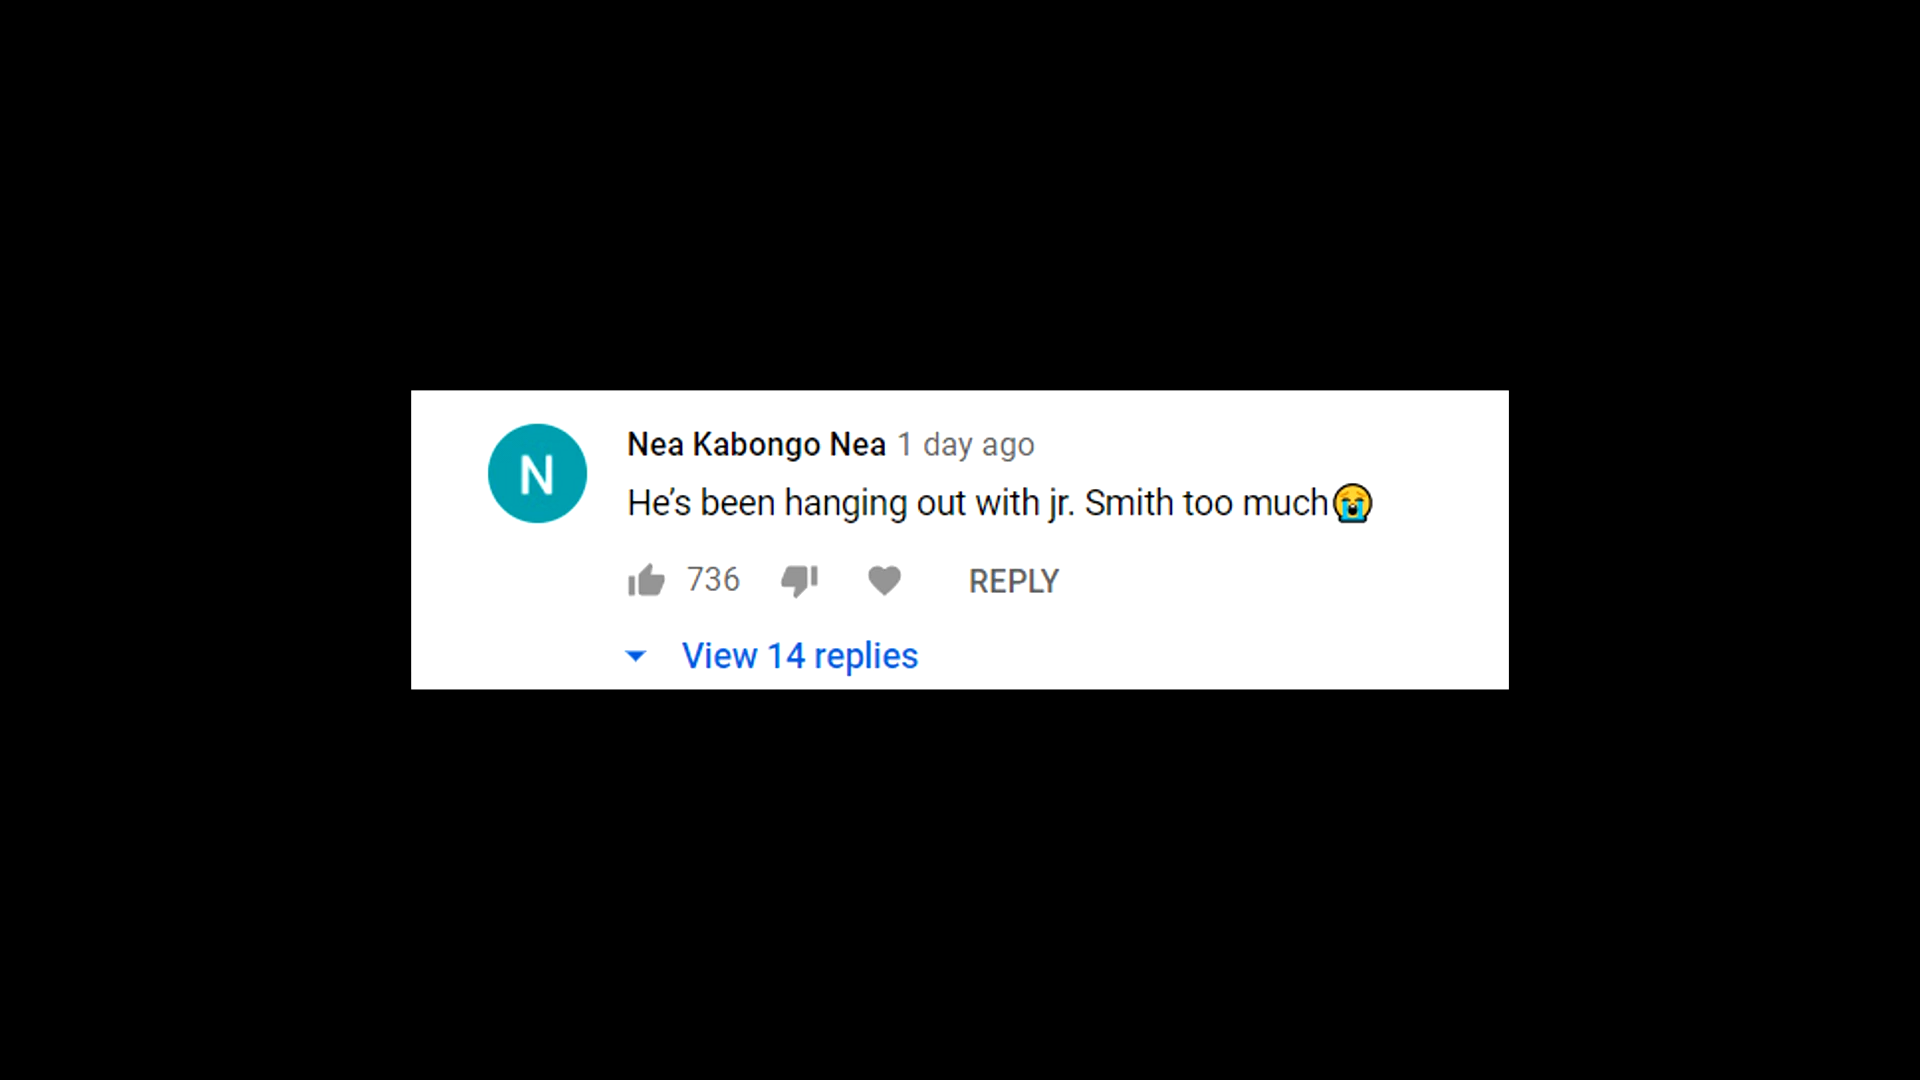 N
Nea Kabongo Nea 1 day ago
He’s been hanging out with jr. Smith too much😭
736
REPLY
View 14 replies